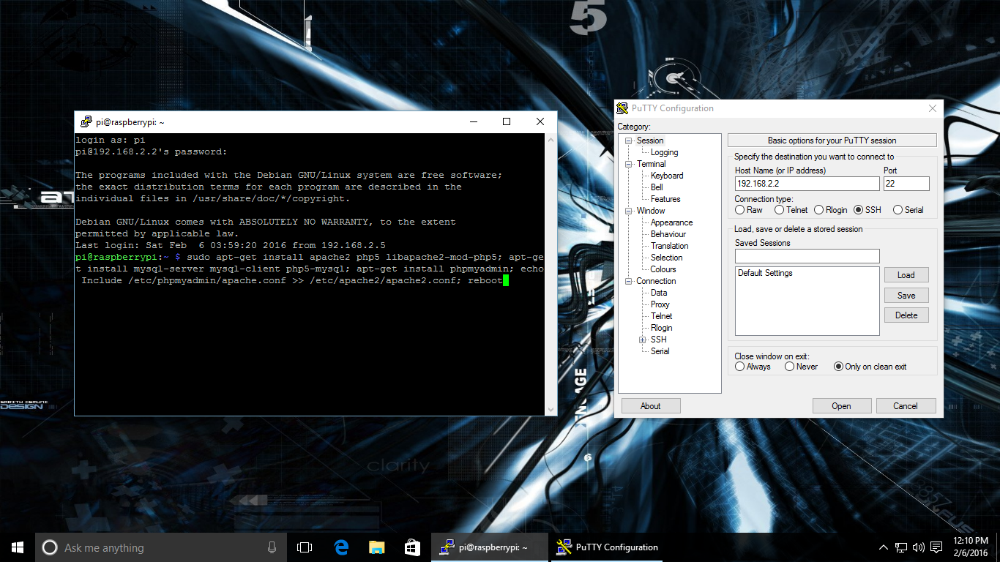 5
pi@raspberrypi: ~
login as: pi
pi@192.168.2.2's password:
The programs included with the Debian GNU/Linux system are free software;
the exact distribution terms for each program are described in the
individual files in /usr/share/doc/*/copyright.
Debian GNU/Linux comes with ABSOLUTELY NO WARRANTY, to the extent
permitted by applicable law.
Last login: Sat Feb  6 03:59:20 2016 from 192.168.2.5
pi@raspberrypi:~ $ sudo apt-get install apache2 php5 libapache2-mod-php5; apt-ge
t install mysql-server mysql-client php5-mysql; apt-get install phpmyadmin; echo
 Include /etc/phpmyadmin/apache.conf >> /etc/apache2/apache2.conf; reboot
PuTTY Configuration
Category:
Session
Logging
Terminal
Keyboard
Bell
Features
Window
Appearance
Behaviour
Translation
Selection
Colours
Connection
Data
Proxy
Telnet
Rlogin
SSH
Serial
Basic options for your PuTTY session
Specify the destination you want to connect to
Host Name (or IP address) Port
192.168.2.2 22
Connection type:
Raw Telnet Rlogin SSH Serial
Load, save or delete a stored session
Saved Sessions
Default Settings
Load
Save
Delete
Close window on exit:
Always Never Only on clean exit
About Open Cancel
DESIGN
clarity
6
Ask me anything
pi@raspberrypi: ~
PuTTY Configuration
12:10 PM
2/6/2016